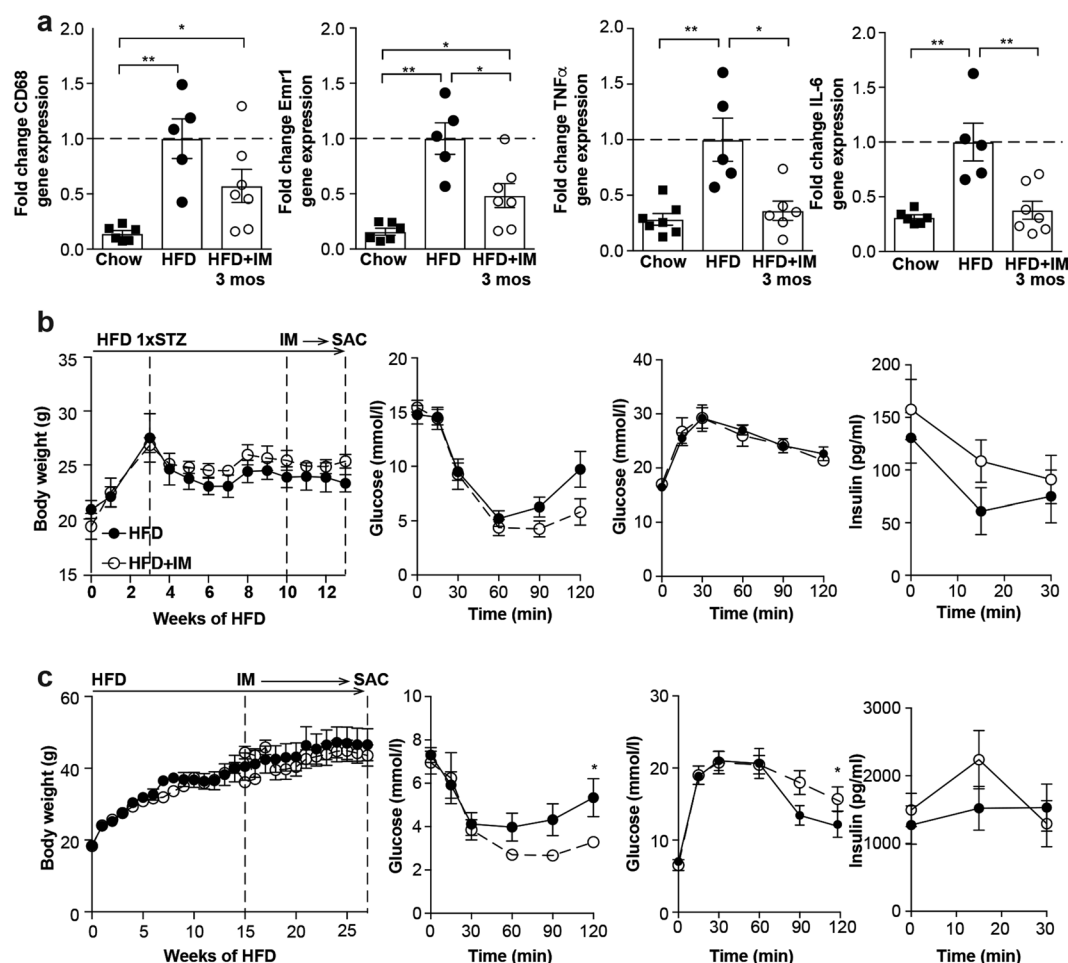 a
Fold change CD68
gene expression
2.0
1.5
1.0
0.5
0.0
*
**
Chow HFD HFD+IM
3 mos
Fold change Emr1
gene expression
2.0
1.5
1.0
0.5
0.0
*
** *
Chow HFD HFD+IM
3 mos
Fold change TNFα
gene expression
2.0
1.5
1.0
0.5
0.0
** *
Chow HFD HFD+IM
3 mos
Fold change IL-6
gene expression
2.0
1.5
1.0
0.5
0.0
** **
Chow HFD HFD+IM
3 mos
b
HFD 1xSTZ IM SAC
Body weight (g)
35
30
25
20
15
HFD
HFD+IM
0 2 4 6 8 10 12
Weeks of HFD
Glucose (mmol/l)
20
15
10
5
0
0 30 60 90 120
Time (min)
Glucose (mmol/l)
40
30
20
10
0
0 30 60 90 120
Time (min)
Insulin (pg/ml)
200
150
100
50
0
0 10 20 30
Time (min)
c
HFD IM SAC
Body weight (g)
60
40
20
0
0 5 10 15 20 25
Weeks of HFD
Glucose (mmol/l)
8
6
4
2
0
*
0 30 60 90 120
Time (min)
Glucose (mmol/l)
30
20
10
0
*
0 30 60 90 120
Time (min)
Insulin (pg/ml)
3000
2000
1000
0
0 10 20 30
Time (min)